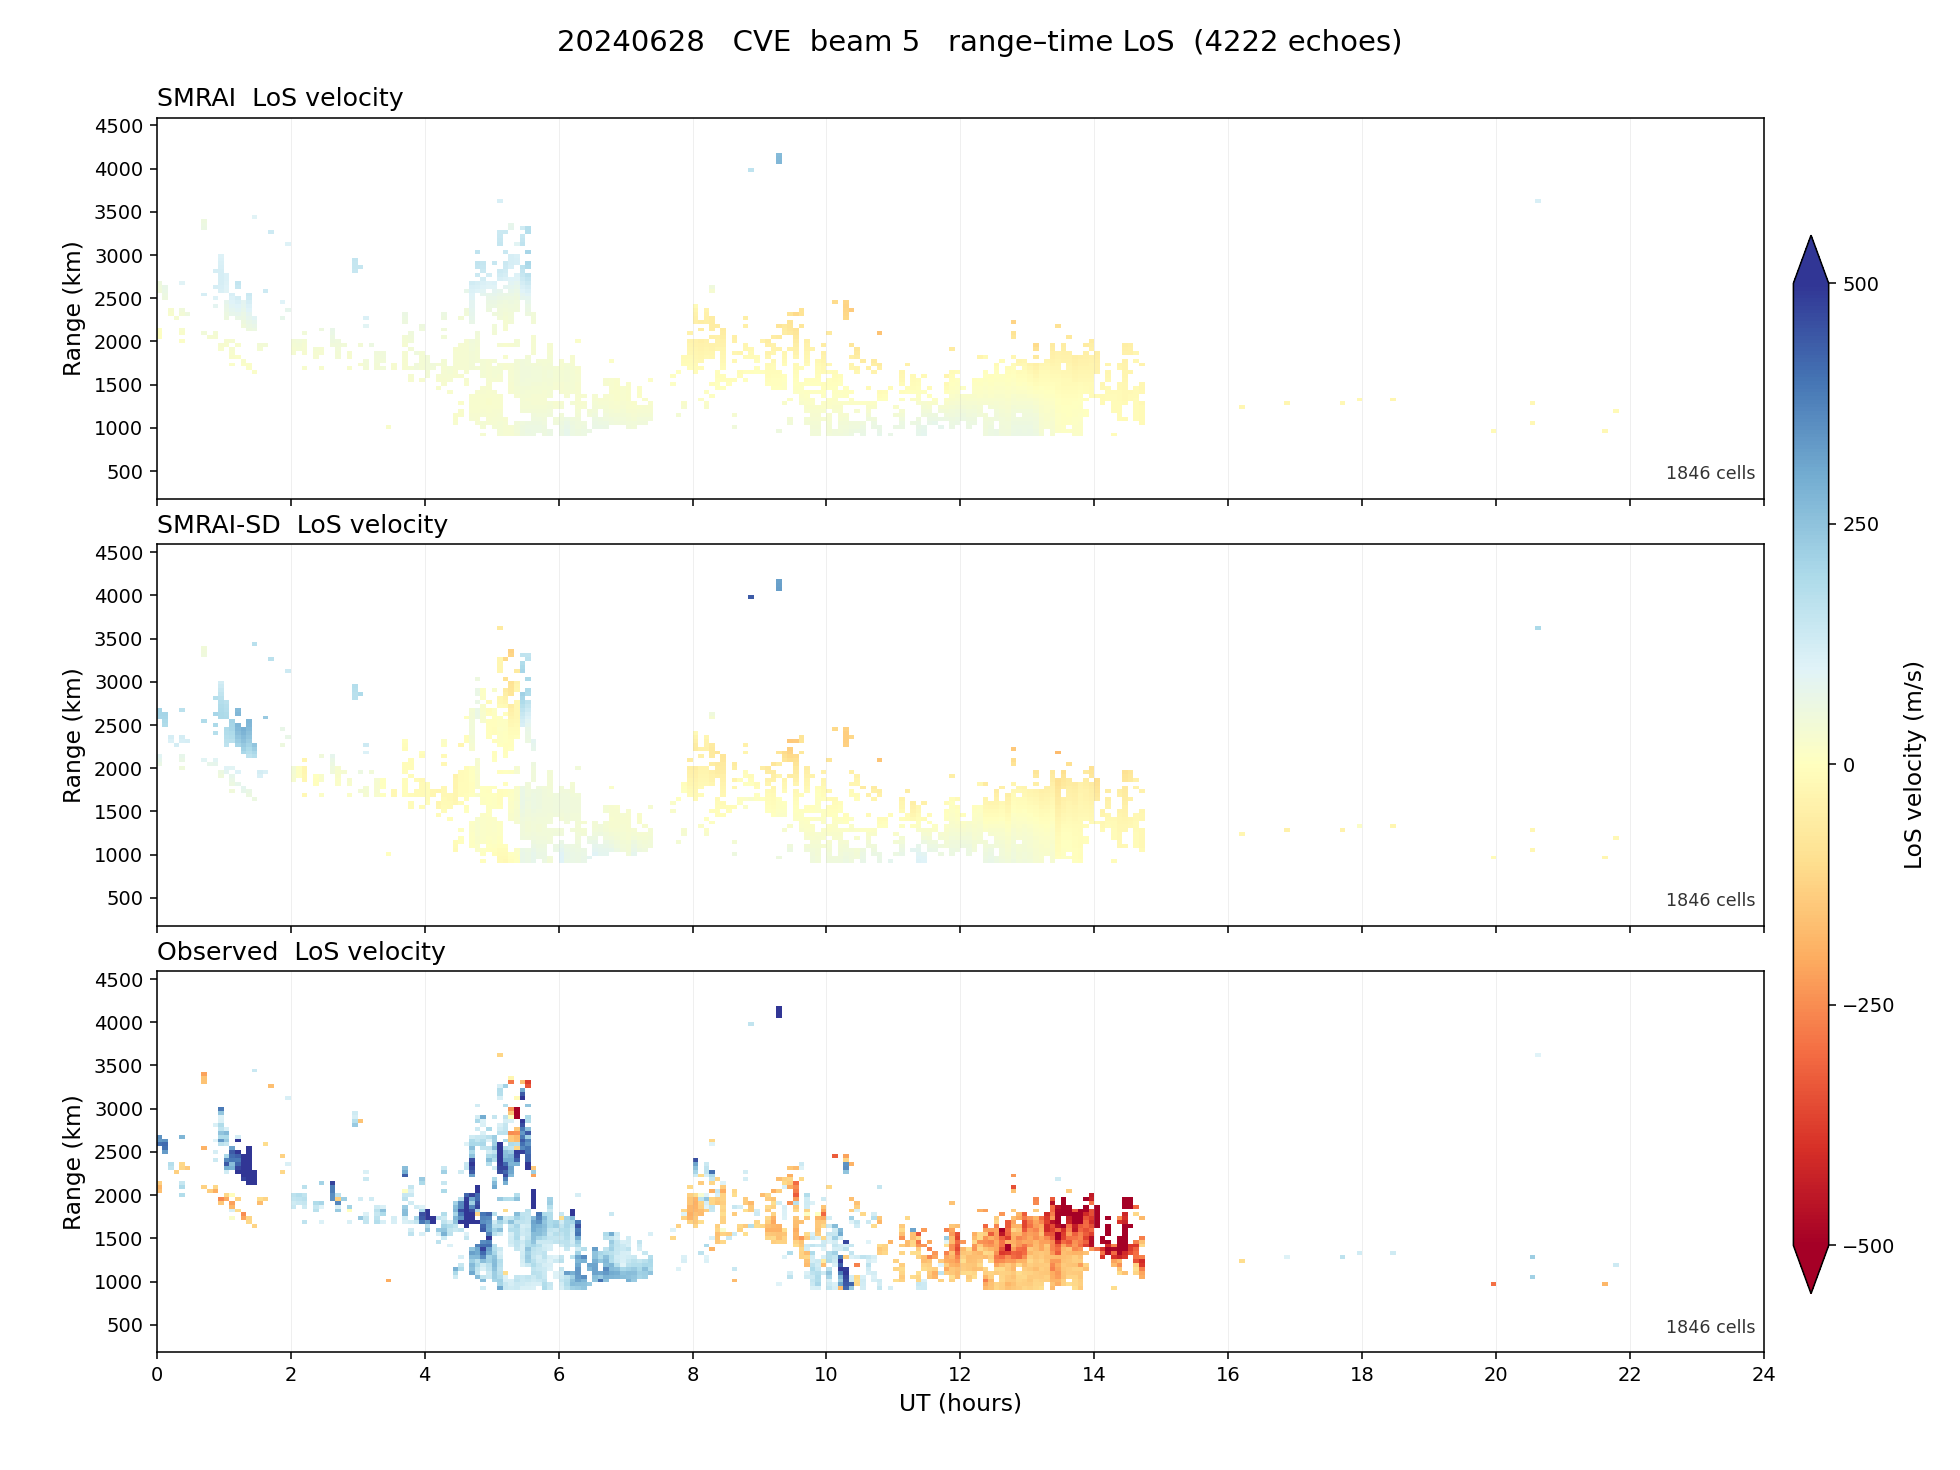 20240628 CVE beam 5 range–time LoS (4222 echoes)
SMRAI LoS velocity
4500
4000
3500
3000
2500
2000
1500
1000
500
Range (km)
1846 cells
SMRAI-SD LoS velocity
4500
4000
3500
3000
2500
2000
1500
1000
500
Range (km)
1846 cells
Observed LoS velocity
4500
4000
3500
3000
2500
2000
1500
1000
500
Range (km)
1846 cells
0 2 4 6 8 10 12 14 16 18 20 22 24
UT (hours)
500
250
0
−250
−500
LoS velocity (m/s)